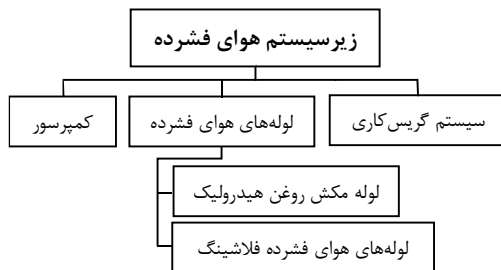 زیرسیستم هوای فشرده
سیستم گریس‌کاری
لوله‌های هوای فشرده
کمپرسور
لوله مکش روغن هیدرولیک
لوله‌های هوای فشرده فلاشینگ